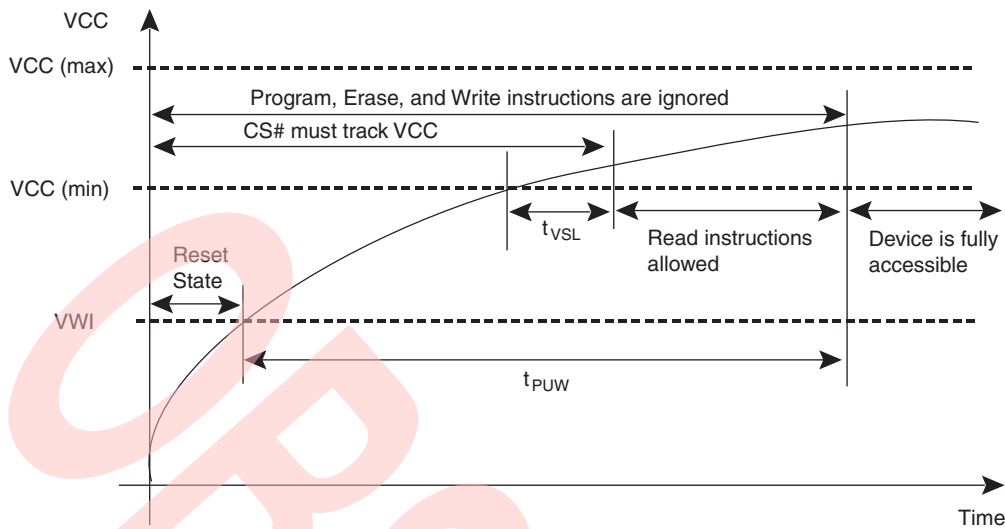 VCC
VCC (max)
Program, Erase, and Write instructions are ignored
CS# must track VCC
VCC (min)
tVSL
Read instructions
allowed
Device is fully
accessible
Reset
State
VWI
tPUW
Time